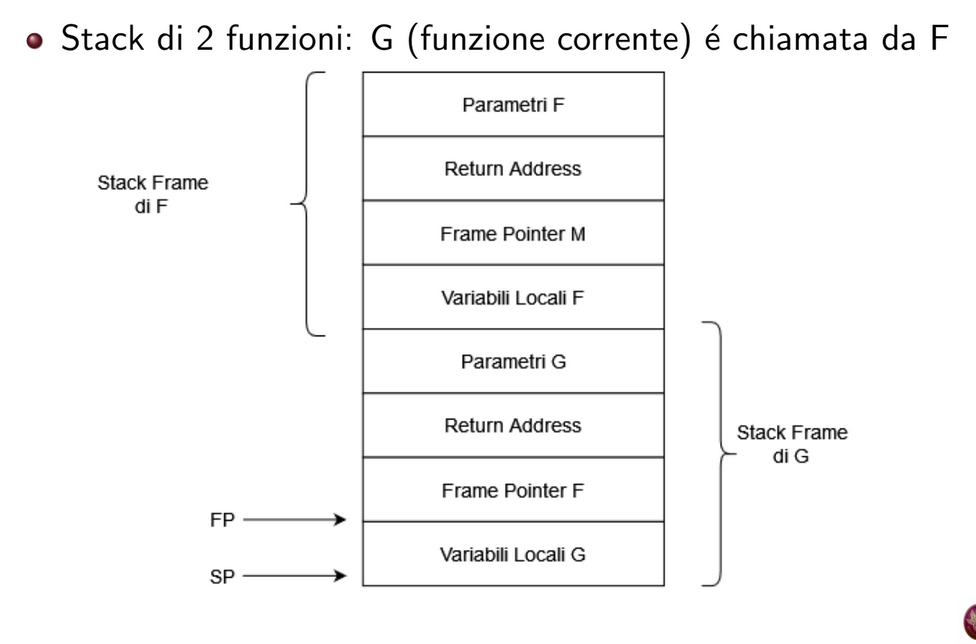 Stack di 2 funzioni: G (funzione corrente) é chiamata da F
Parametri F
Return Address
Stack Frame
di F
Frame Pointer M
Variabili Locali F
Parametri G
Return Address
Stack Frame
di G
Frame Pointer F
FP
Variabili Locali G
SP